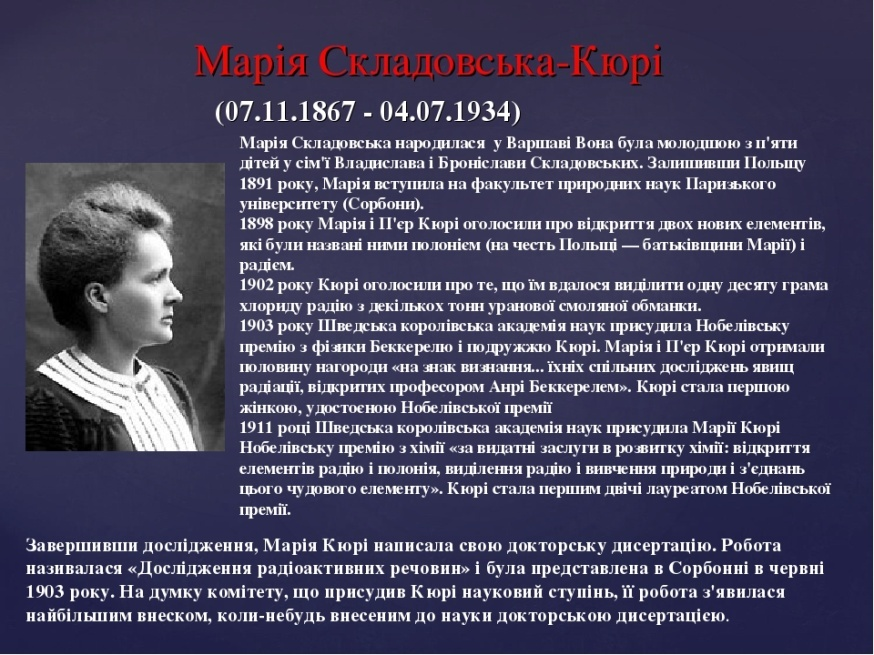 Марія Складовська-Кюрі
(07.11.1867 - 04.07.1934)
Марія Складовська народилася у Варшаві Вона була молодшою з п'яти
дітей у сім'ї Владислава і Броніслави Складовських. Залишивши Польщу
1891 року, Марія вступила на факультет природних наук Паризького
університету (Сорбони).
1898 року Марія і П'єр Кюрі оголосили про відкриття двох нових елементів,
які були названі ними полонієм (на честь Польщі — батьківщини Марії) і
радієм.
1902 року Кюрі оголосили про те, що їм вдалося виділити одну десяту грама
хлориду радію з декількох тонн уранової смоляної обманки.
1903 року Шведська королівська академія наук присудила Нобелівську
премію з фізики Беккерелю і подружжю Кюрі. Марія і П'єр Кюрі отримали
половину нагороди «на знак визнання... їхніх спільних досліджень явищ
радіації, відкритих професором Анрі Беккерелем». Кюрі стала першою
жінкою, удостоєною Нобелівської премії
1911 році Шведська королівська академія наук присудила Марії Кюрі
Нобелівську премію з хімії «за видатні заслуги в розвитку хімії: відкриття
елементів радію і полонія, виділення радію і вивчення природи і з'єднань
цього чудового елементу». Кюрі стала першим двічі лауреатом Нобелівської
премії.
Завершивши дослідження, Марія Кюрі написала свою докторську дисертацію. Робота
називалася «Дослідження радіоактивних речовин» і була представлена в Сорбонні в червні
1903 року. На думку комітету, що присудив Кюрі науковий ступінь, її робота з'явилася
найбільшим внеском, коли-небудь внесеним до науки докторською дисертацією.